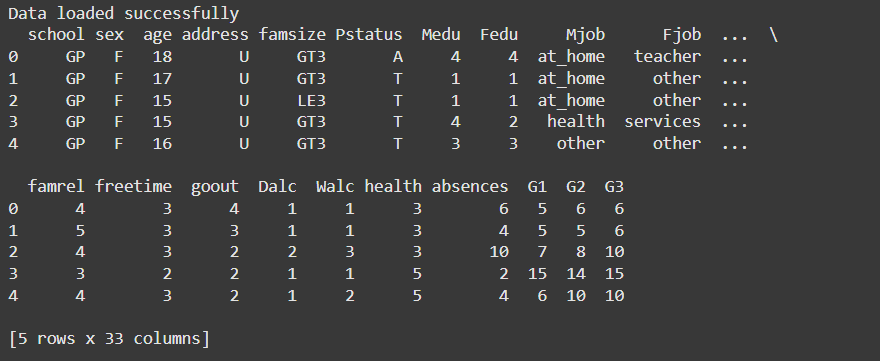 Data loaded successfully
  school sex  age address famsize Pstatus  Medu  Fedu     Mjob      Fjob  ...  \
0     GP   F   18       U     GT3       A     4     4  at_home   teacher  ...
1     GP   F   17       U     GT3       T     1     1  at_home     other  ...
2     GP   F   15       U     LE3       T     1     1  at_home     other  ...
3     GP   F   15       U     GT3       T     4     2   health  services  ...
4     GP   F   16       U     GT3       T     3     3    other     other  ...
  famrel freetime  goout  Dalc  Walc health absences  G1  G2  G3
0      4        3      4     1     1      3        6   5   6   6
1      5        3      3     1     1      3        4   5   5   6
2      4        3      2     2     3      3       10   7   8  10
3      3        2      2     1     1      5        2  15  14  15
4      4        3      2     1     2      5        4   6  10  10
[5 rows x 33 columns]